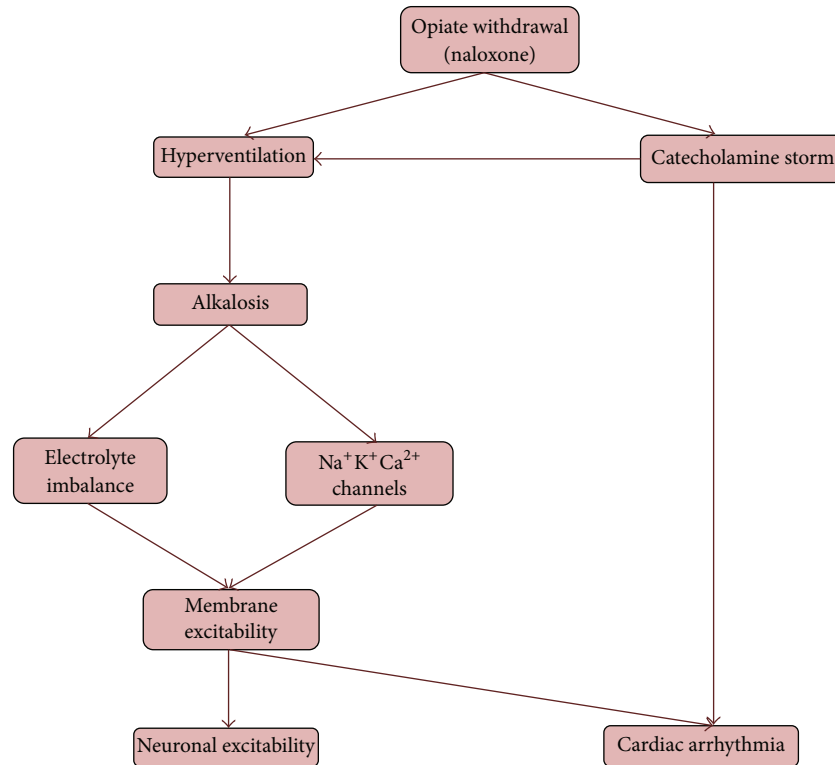 Opiate withdrawal
(naloxone)
Hyperventilation
Catecholamine storm
Alkalosis
Electrolyte
imbalance
Na⁺K⁺Ca²⁺
channels
Membrane
excitability
Neuronal excitability
Cardiac arrhythmia